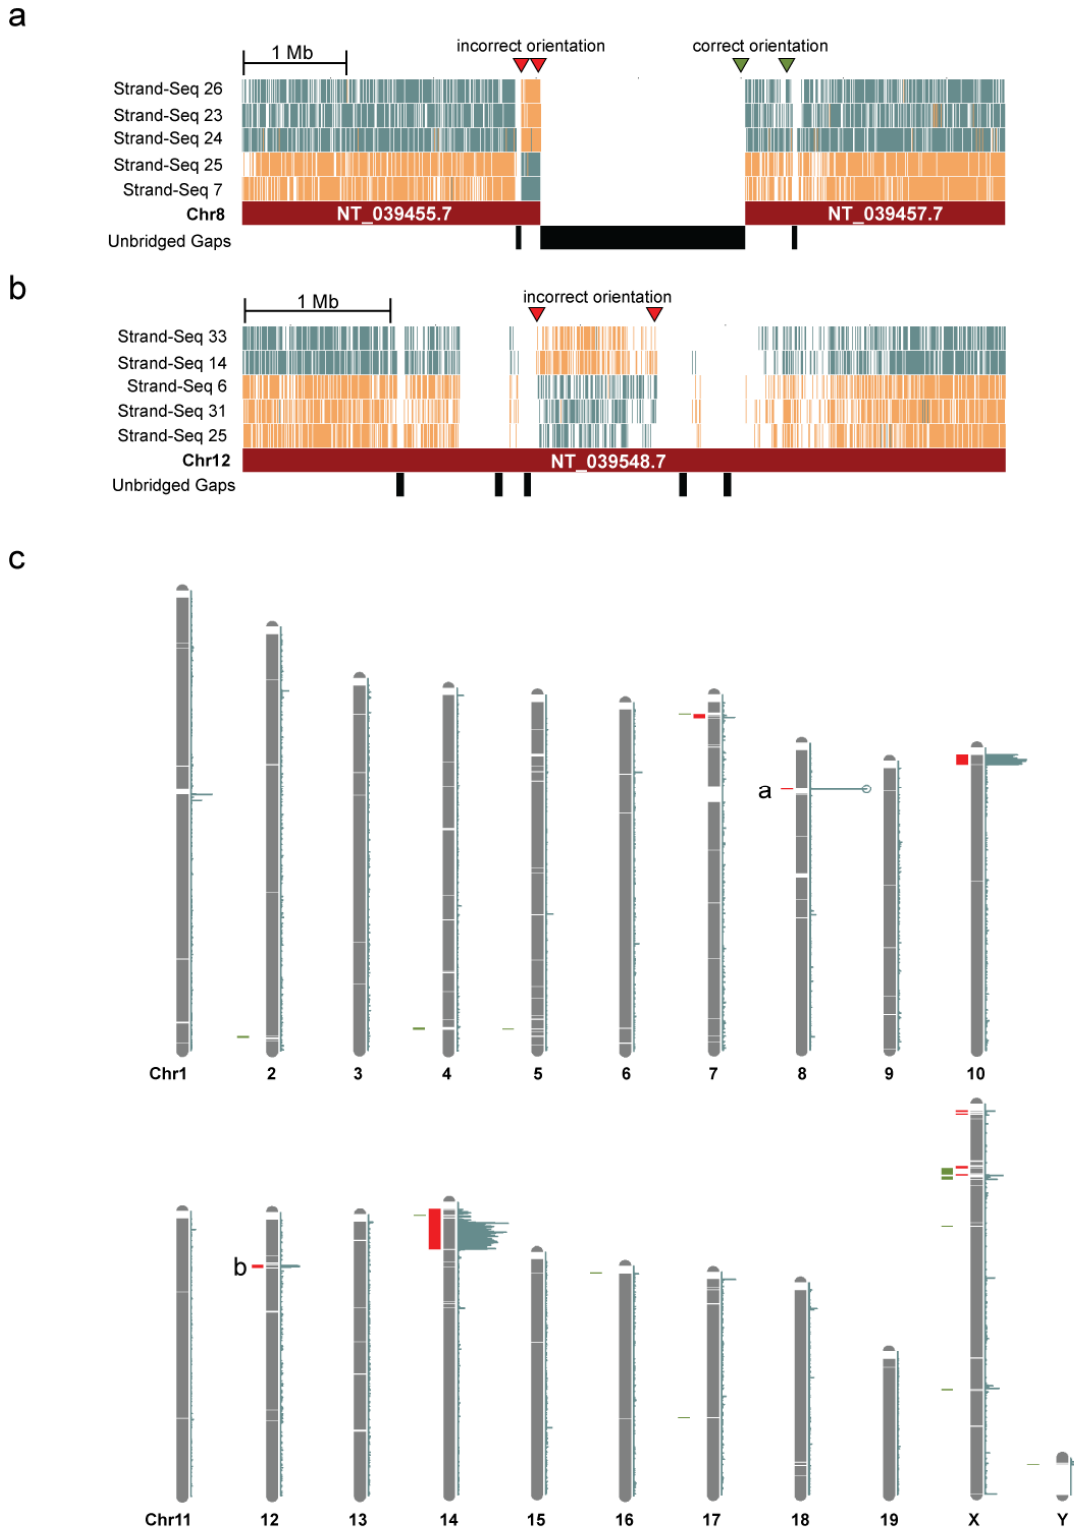 a
incorrect orientation
correct orientation
1 Mb
Strand-Seq 26
Strand-Seq 23
Strand-Seq 24
Strand-Seq 25
Strand-Seq 7
Chr8 NT_039455.7 NT_039457.7
Unbridged Gaps
b
incorrect orientation
1 Mb
Strand-Seq 33
Strand-Seq 14
Strand-Seq 6
Strand-Seq 31
Strand-Seq 25
Chr12 NT_039548.7
Unbridged Gaps
c
a
Chr1 2 3 4 5 6 7 8 9 10
b
Chr11 12 13 14 15 16 17 18 19 X Y